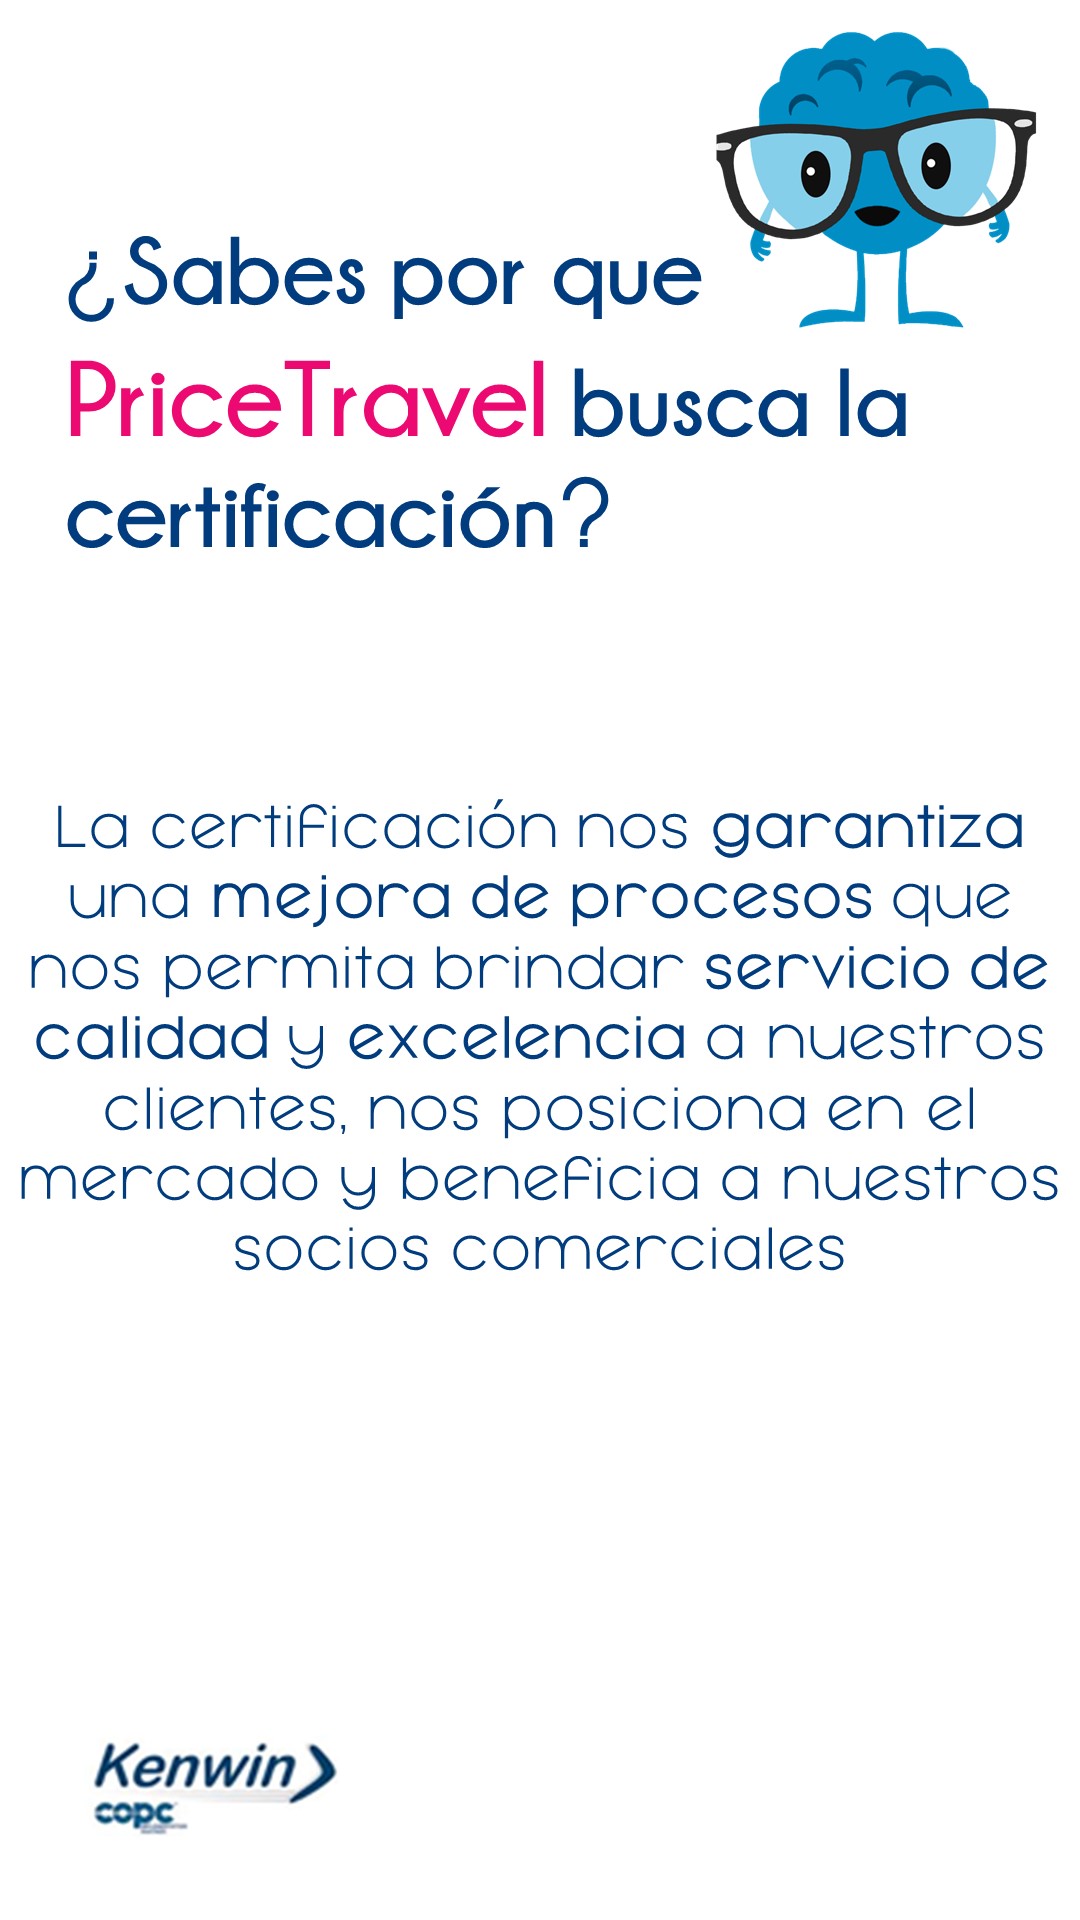 ¿Sabes por que
PriceTravel busca la
certificación?
La certificación nos garantiza
una mejora de procesos que
nos permita brindar servicio de
calidad y excelencia a nuestros
clientes, nos posiciona en el
mercado y beneficia a nuestros
socios comerciales
Kenwin
copc